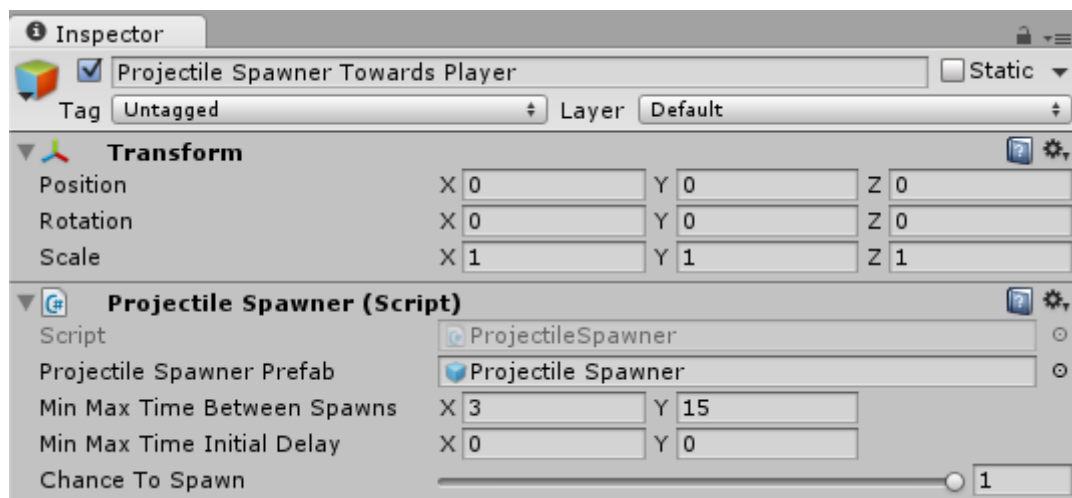 Inspector
Projectile Spawner Towards Player Static
Tag Untagged Layer Default
Transform
Position X 0 Y 0 Z 0
Rotation X 0 Y 0 Z 0
Scale X 1 Y 1 Z 1
Projectile Spawner (Script)
Script ProjectileSpawner
Projectile Spawner Prefab Projectile Spawner
Min Max Time Between Spawns X 3 Y 15
Min Max Time Initial Delay X 0 Y 0
Chance To Spawn 1